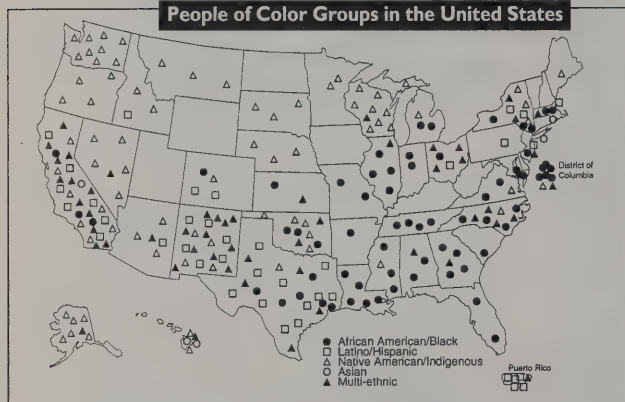 People of Color Groups in the United States
District of
Columbia
African American/Black
Latino/Hispanic
Native American/Indigenous
Asian
Multi-ethnic
Puerto Rico